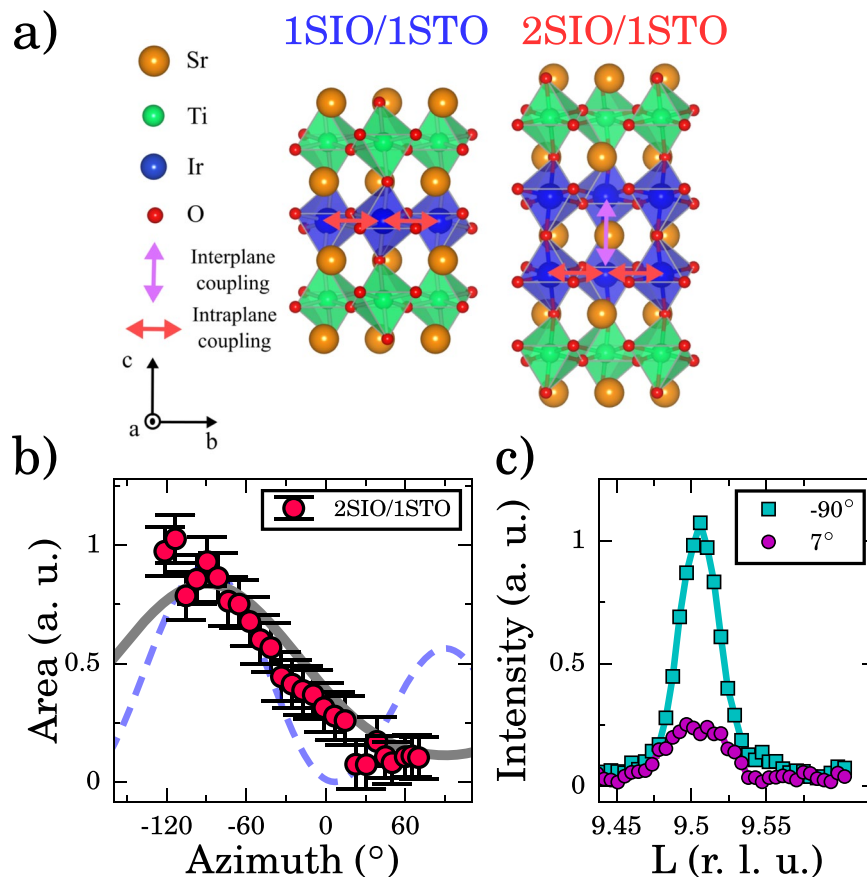 a)
1SIO/1STO
2SIO/1STO
Sr
Ti
Ir
O
Interplane
coupling
Intraplane
coupling
c
a
b
b)
2SIO/1STO
1
0.5
0
Area (a. u.)
-120
-60
0
60
Azimuth (°)
c)
-90°
7°
1
0.5
0
Intensity (a. u.)
9.45
9.5
9.55
L (r. l. u.)